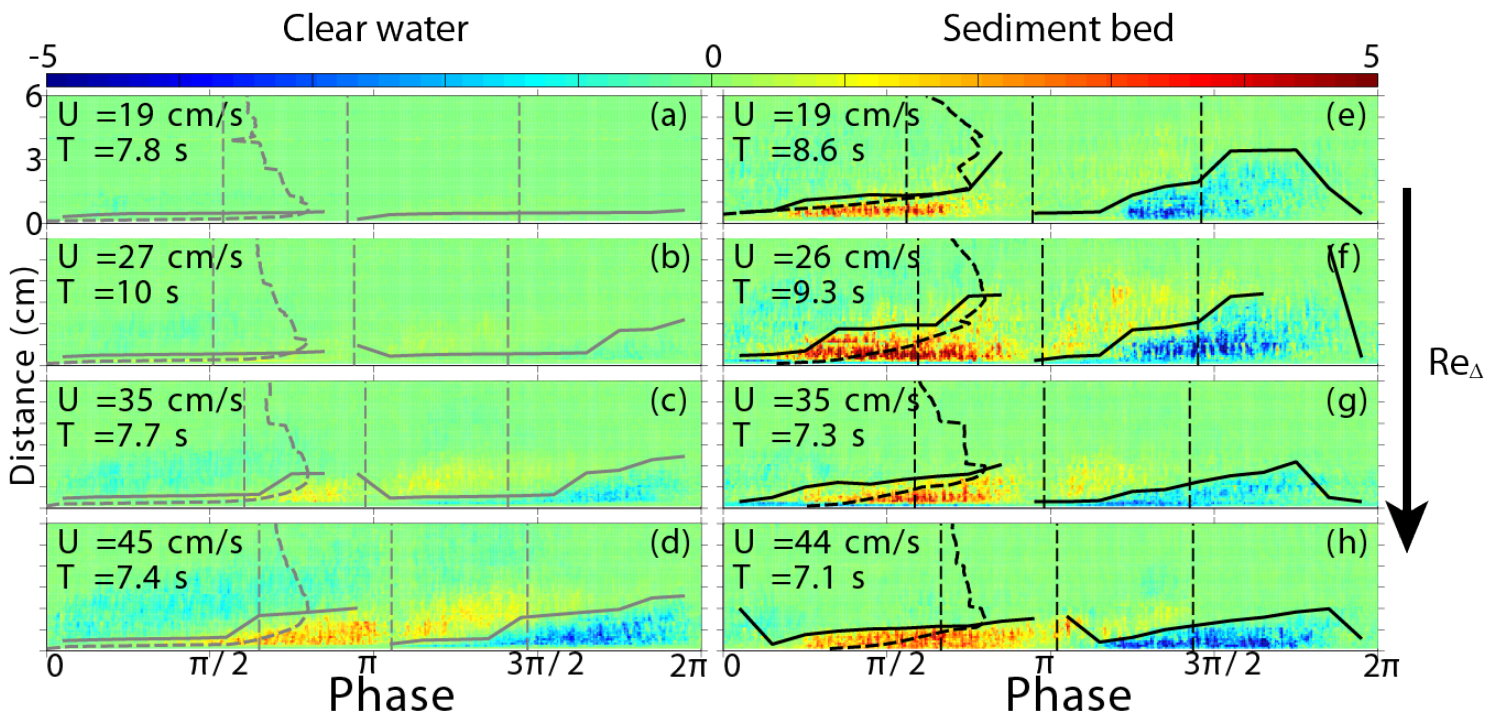 Clear water
Sediment bed
-5 0 5
Distance (cm)
6
3
0
U =19 cm/s
T =7.8 s
(a)
U =19 cm/s
T =8.6 s
(e)
U =27 cm/s
T =10 s
(b)
U =26 cm/s
T =9.3 s
(f)
U =35 cm/s
T =7.7 s
(c)
U =35 cm/s
T =7.3 s
(g)
U =45 cm/s
T =7.4 s
(d)
U =44 cm/s
T =7.1 s
(h)
ReΔ
0 π/2 π 3π/2 2π
0 π/2 π 3π/2 2π
Phase
Phase